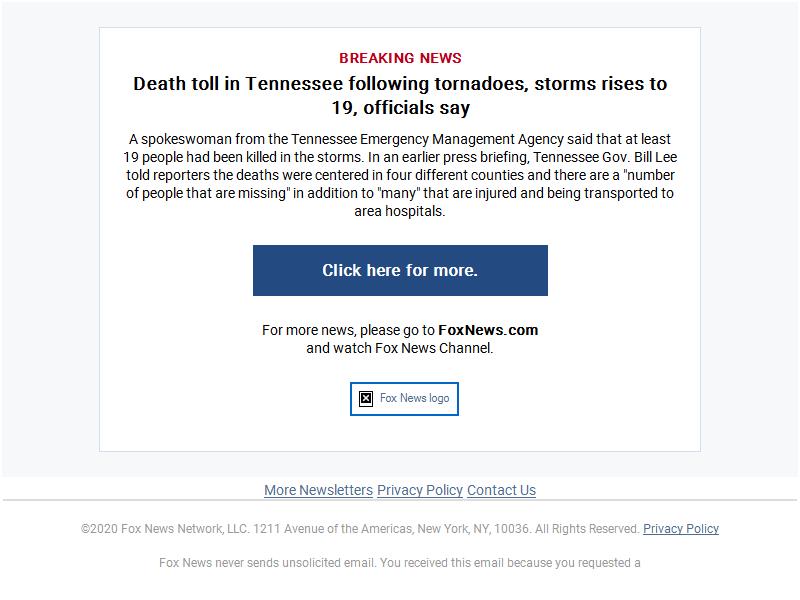 BREAKING NEWS
Death toll in Tennessee following tornadoes, storms rises to
19, officials say
A spokeswoman from the Tennessee Emergency Management Agency said that at least
19 people had been killed in the storms. In an earlier press briefing, Tennessee Gov. Bill Lee
told reporters the deaths were centered in four different counties and there are a "number
of people that are missing" in addition to "many" that are injured and being transported to
area hospitals.
Click here for more.
For more news, please go to FoxNews.com
and watch Fox News Channel.
Fox News logo
More Newsletters Privacy Policy Contact Us
©2020 Fox News Network, LLC. 1211 Avenue of the Americas, New York, NY, 10036. All Rights Reserved. Privacy Policy
Fox News never sends unsolicited email. You received this email because you requested a